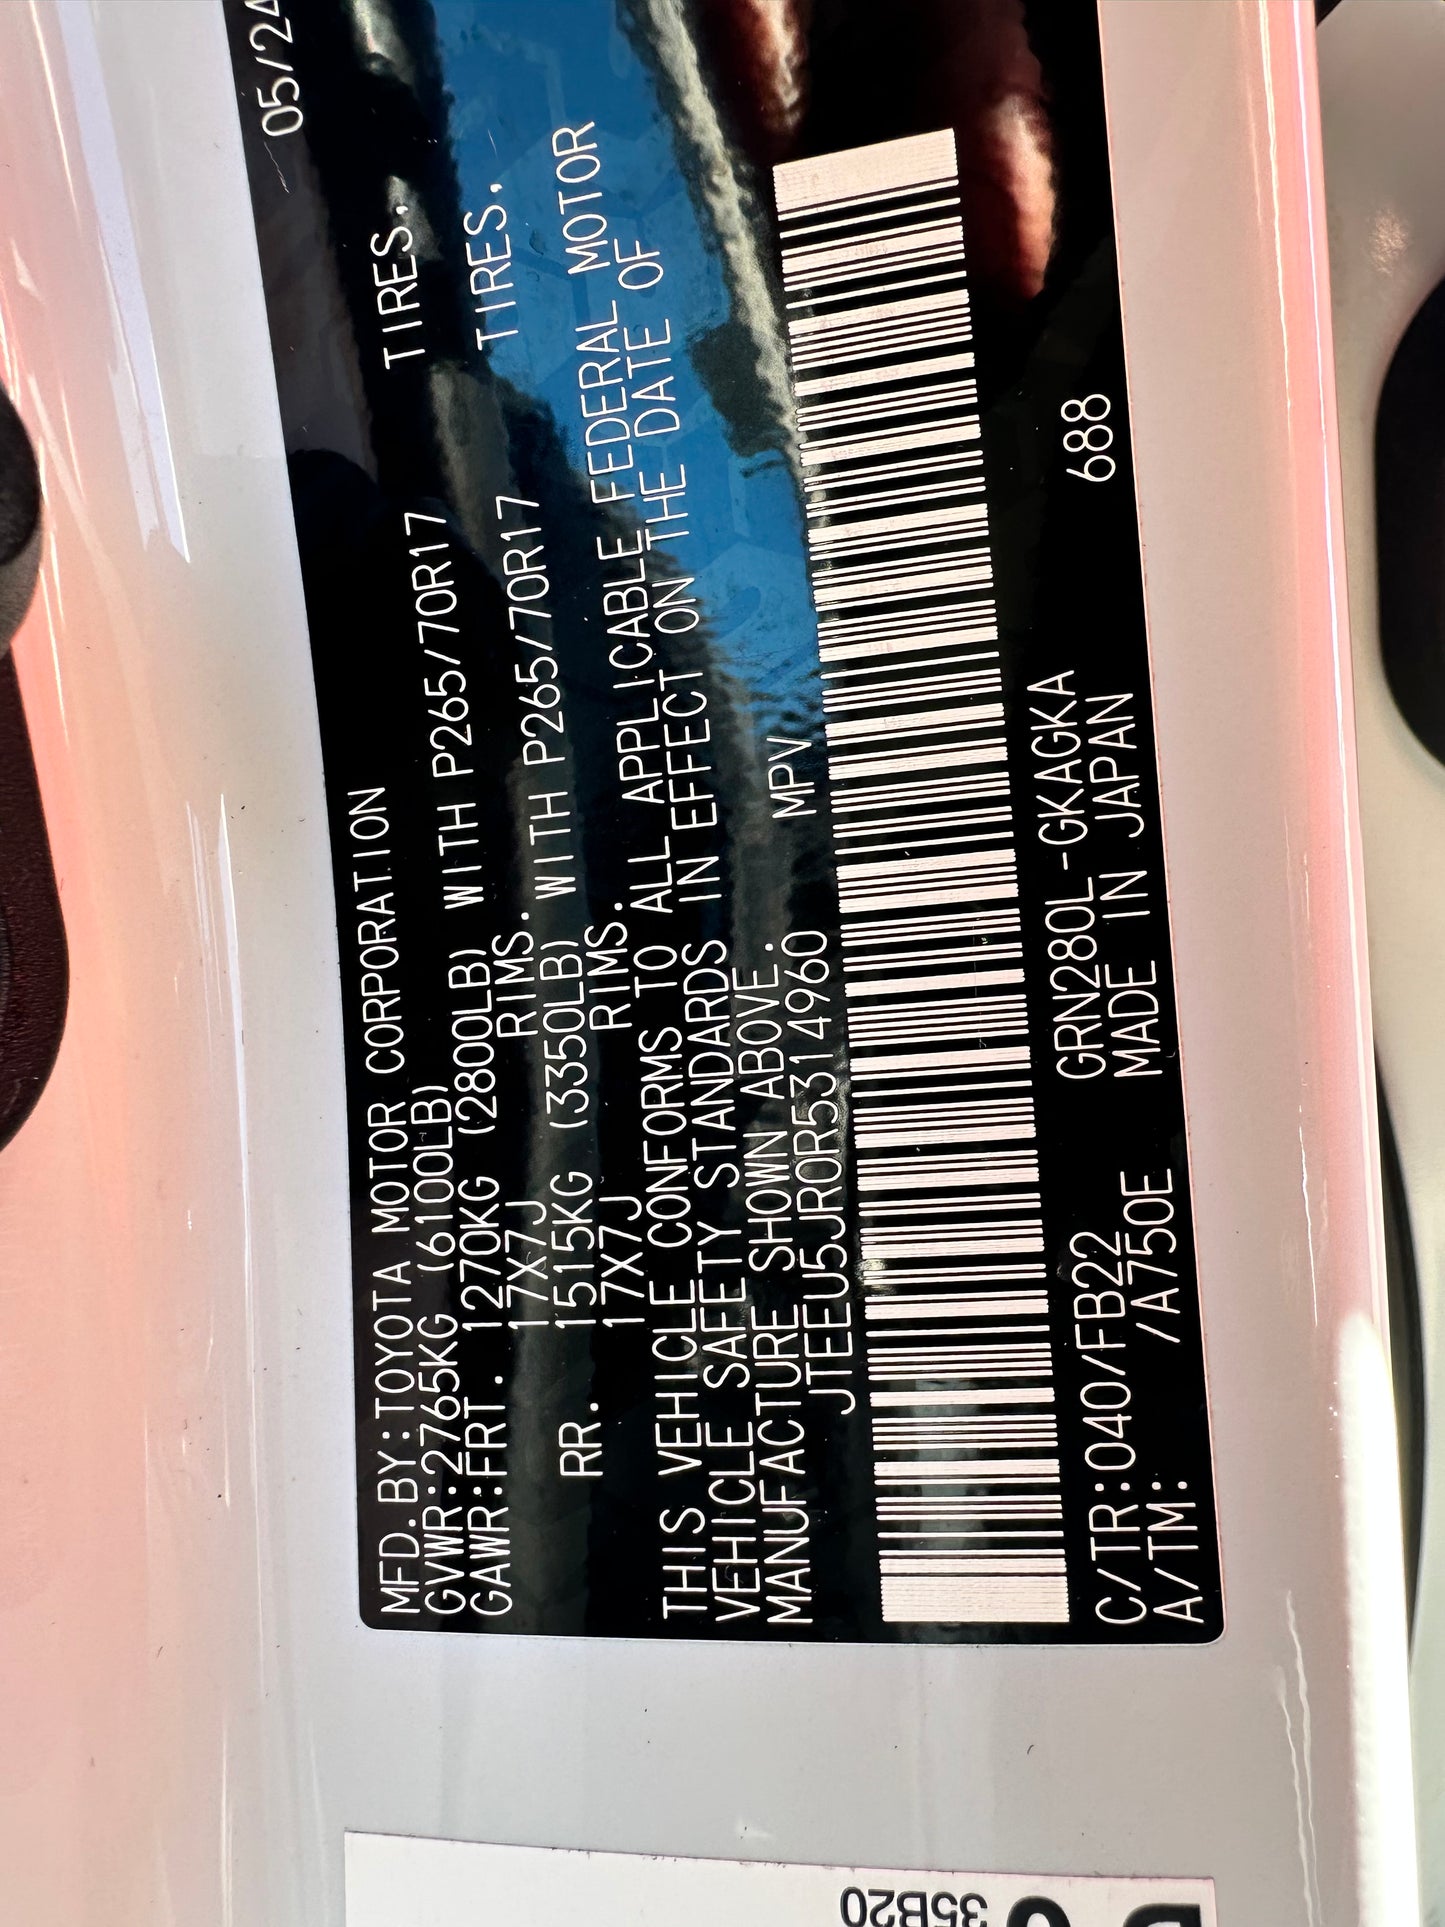 MFD.BY:TOYOTA MOTOR CORPORATION 05/24
GVWR:2765KG (6100LB)
GAWR:FRT. 1270KG (2800LB) WITH P265/70R17 TIRES.
17X7J RIMS.
RR. 1515KG (3350LB) WITH P265/70R17 TIRES.
17X7J RIMS.
THIS VEHICLE CONFORMS TO ALL APPLICABLE FEDERAL MOTOR
VEHICLE SAFETY STANDARDS IN EFFECT ON THE DATE OF
MANUFACTURE SHOWN ABOVE.
JTEEU5JR0R5314960 MPV
C/TR:040/FB22 GRN280L-GKAGKA 688
A/TM: /A750E MADE IN JAPAN
35B20